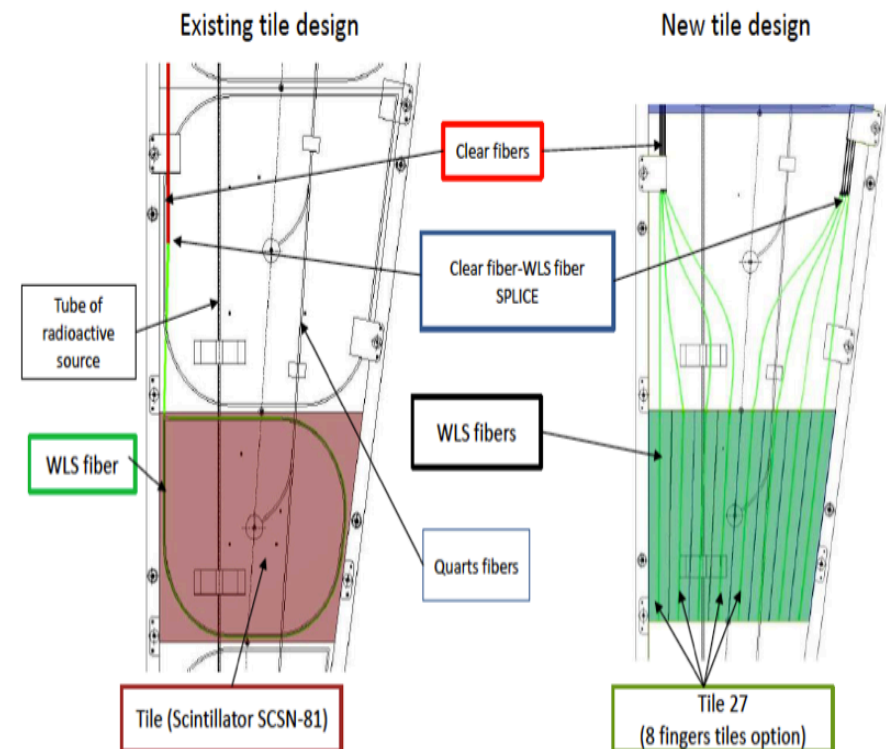 Existing tile design
New tile design
Clear fibers
Clear fiber-WLS fiber
SPLICE
Tube of
radioactive
source
WLS fiber
WLS fibers
Quarts fibers
Tile (Scintillator SCSN-81)
Tile 27
(8 fingers tiles option)